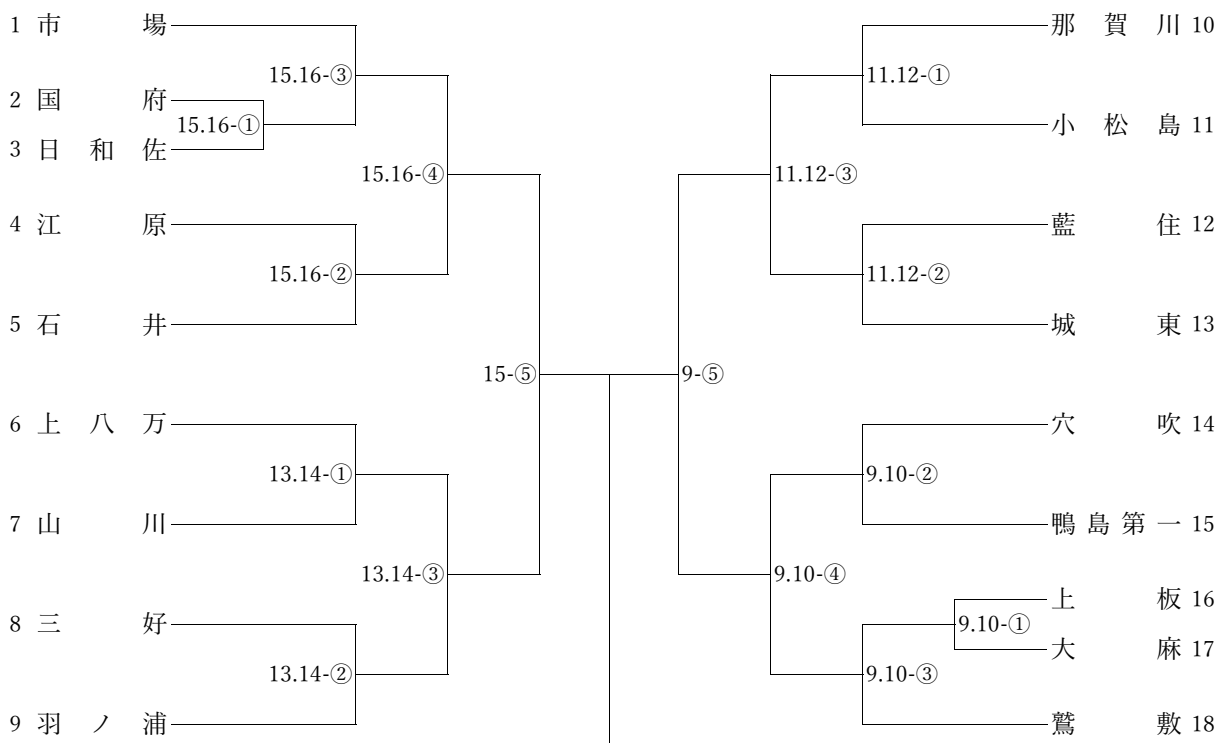 1 市場
15.16-③
2 国府
15.16-①
3 日和佐
15.16-④
4 江原
15.16-②
5 石井
15-⑤
6 上八万
13.14-①
7 山川
13.14-③
8 三好
13.14-②
9 羽ノ浦
那賀川 10
11.12-①
小松島 11
11.12-③
藍住 12
11.12-②
城東 13
9-⑤
穴吹 14
9.10-②
鴨島第一 15
9.10-④
上板 16
9.10-①
大麻 17
9.10-③
鷲敷 18